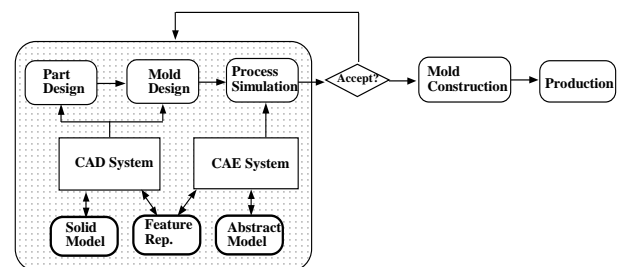 Part
Design
Mold
Design
Process
Simulation
Accept?
Mold
Construction
Production
CAD System
CAE System
Solid
Model
Feature
Rep.
Abstract
Model